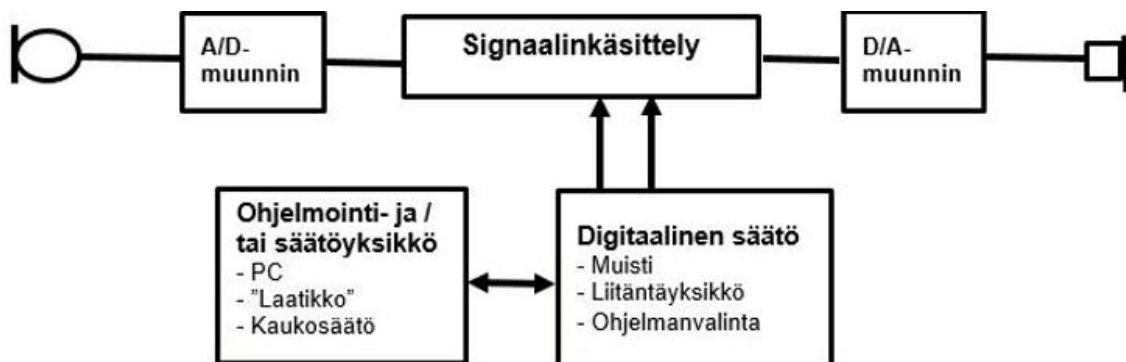 A/D-
muunnin
Signaalinkäsittely
D/A-
muunnin
Ohjelmointi- ja /
tai säätöyksikkö
- PC
- "Laatikko"
- Kaukosäätö
Digitaalinen säätö
- Muisti
- Liitäntäyksikkö
- Ohjelmanvalinta